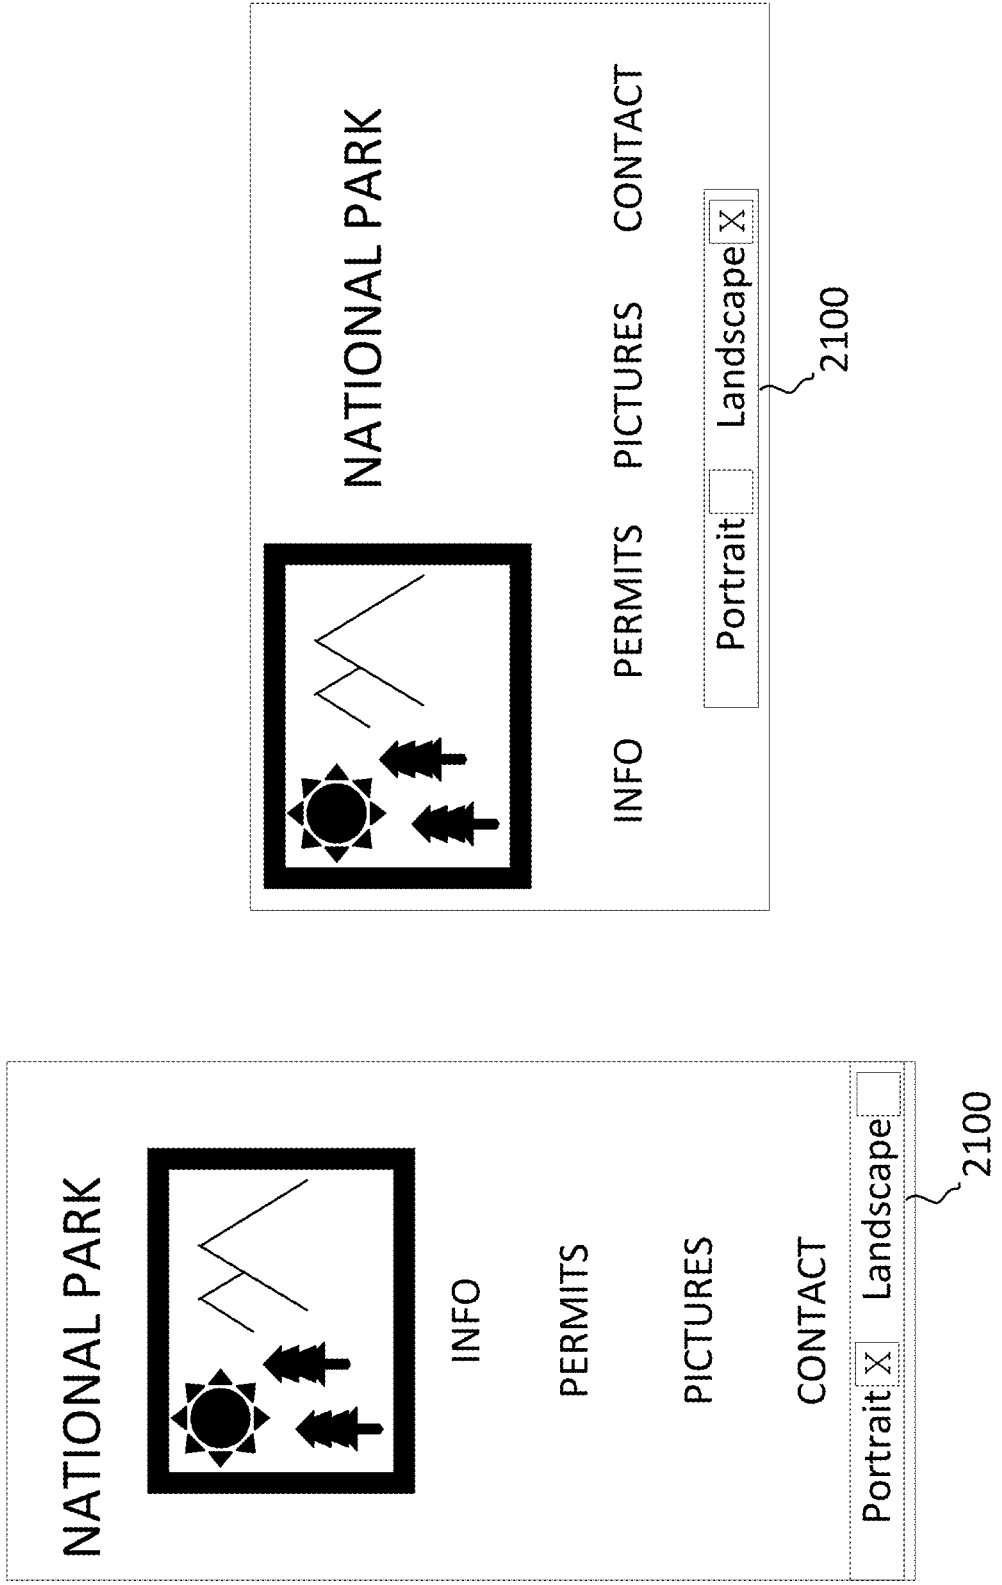 NATIONAL PARK
INFO
PERMITS
PICTURES
CONTACT
Portrait X Landscape
2100
NATIONAL PARK
INFO PERMITS PICTURES CONTACT
Portrait Landscape X
2100